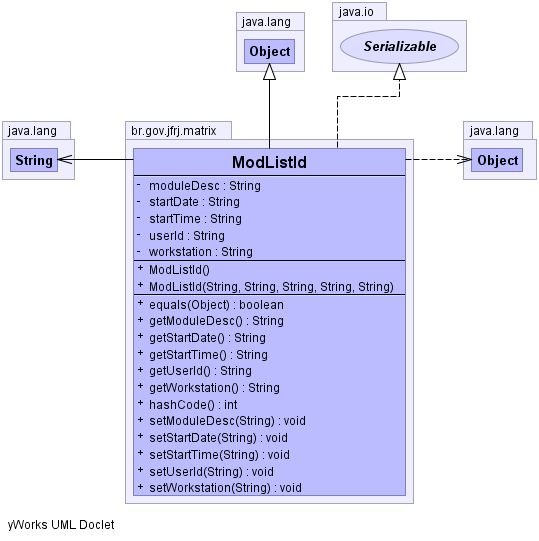 java.lang
Object
java.io
Serializable
java.lang
String
br.gov.jfrj.matrix
java.lang
Object
ModListId
- moduleDesc : String
- startDate : String
- startTime : String
- userId : String
- workstation : String
+ ModListId()
+ ModListId(String, String, String, String, String)
+ equals(Object) : boolean
+ getModuleDesc() : String
+ getStartDate() : String
+ getStartTime() : String
+ getUserId() : String
+ getWorkstation() : String
+ hashCode() : int
+ setModuleDesc(String) : void
+ setStartDate(String) : void
+ setStartTime(String) : void
+ setUserId(String) : void
+ setWorkstation(String) : void
yWorks UML Doclet